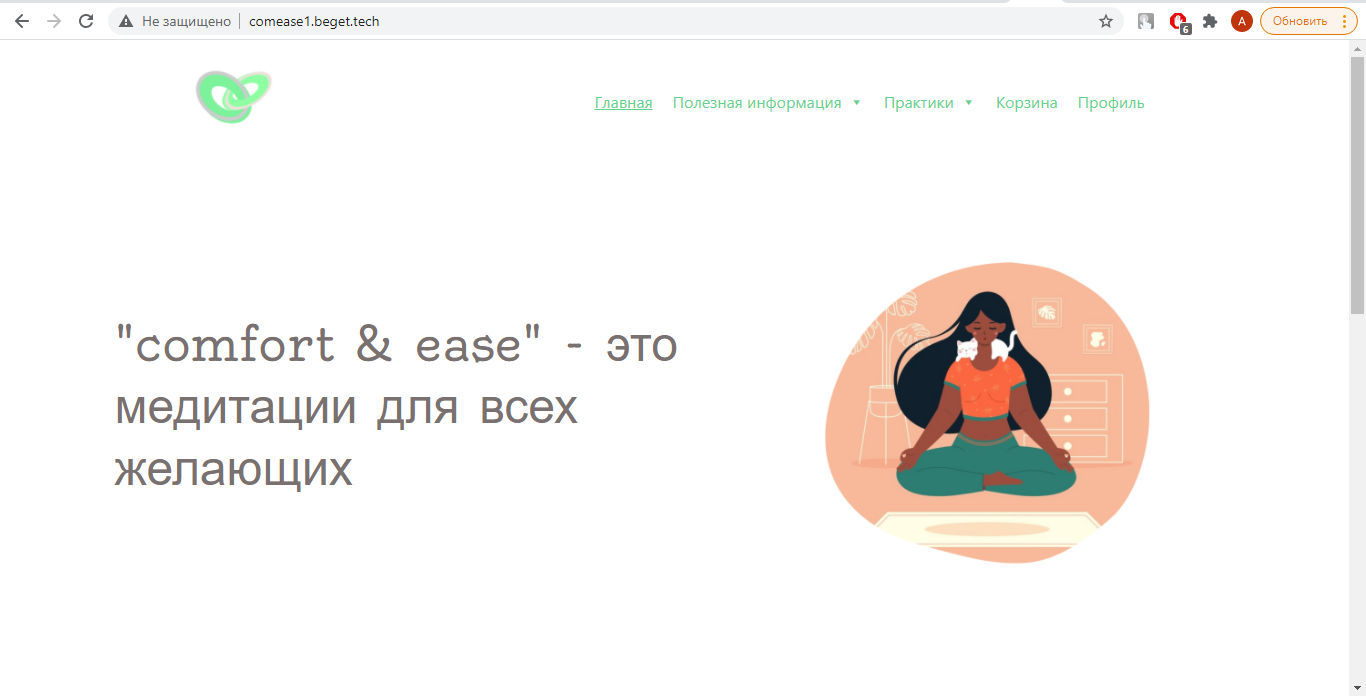 Не защищено
comease1.beget.tech
6
A
Обновить
Главная
Полезная информация
Практики
Корзина
Профиль
"comfort & ease" - это
медитации для всех
желающих